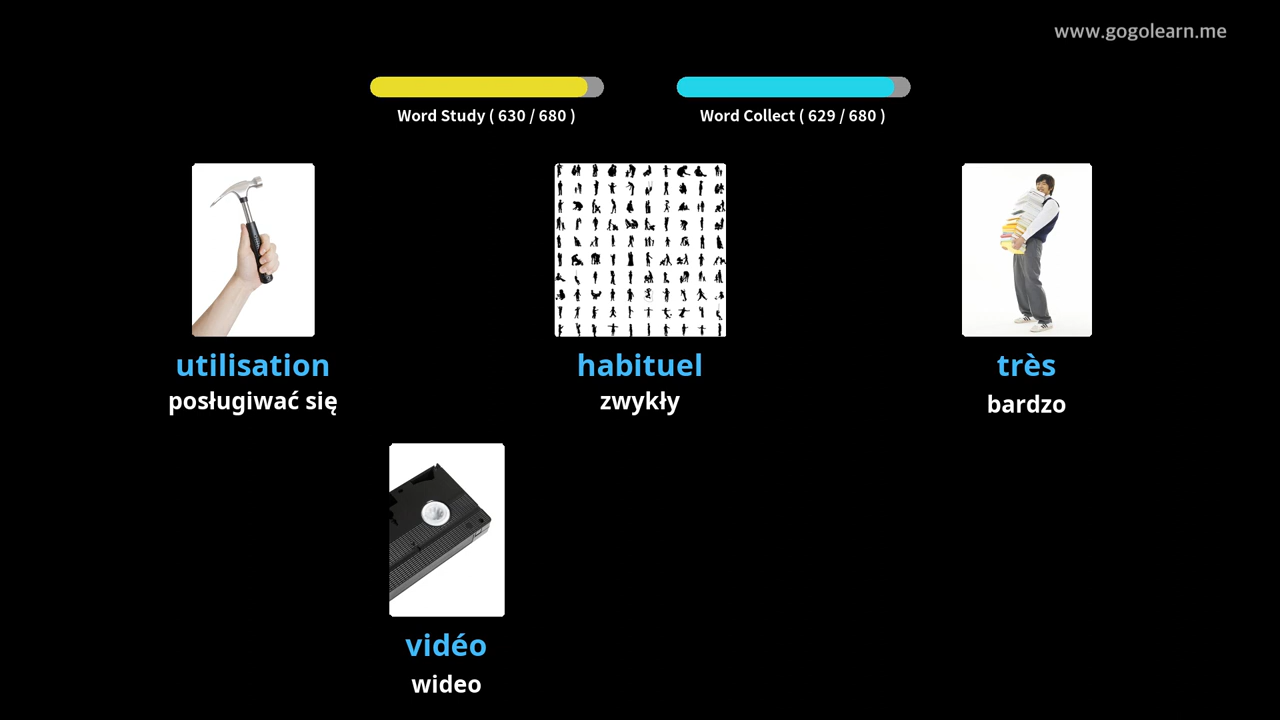 www.gogolearn.me
Word Study ( 630 / 680 )
Word Collect ( 629 / 680 )
utilisation
posługiwać się
habituel
zwykły
très
bardzo
vidéo
wideo